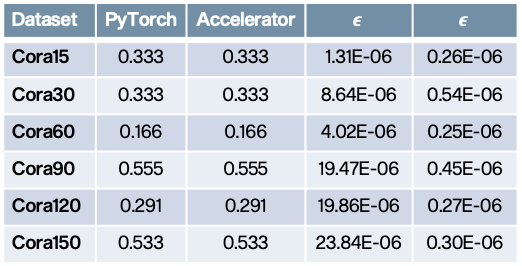 Dataset PyTorch Accelerator ϵ ϵ
Cora15 0.333 0.333 1.31E-06 0.26E-06
Cora30 0.333 0.333 8.64E-06 0.54E-06
Cora60 0.166 0.166 4.02E-06 0.25E-06
Cora90 0.555 0.555 19.47E-06 0.45E-06
Cora120 0.291 0.291 19.86E-06 0.27E-06
Cora150 0.533 0.533 23.84E-06 0.30E-06